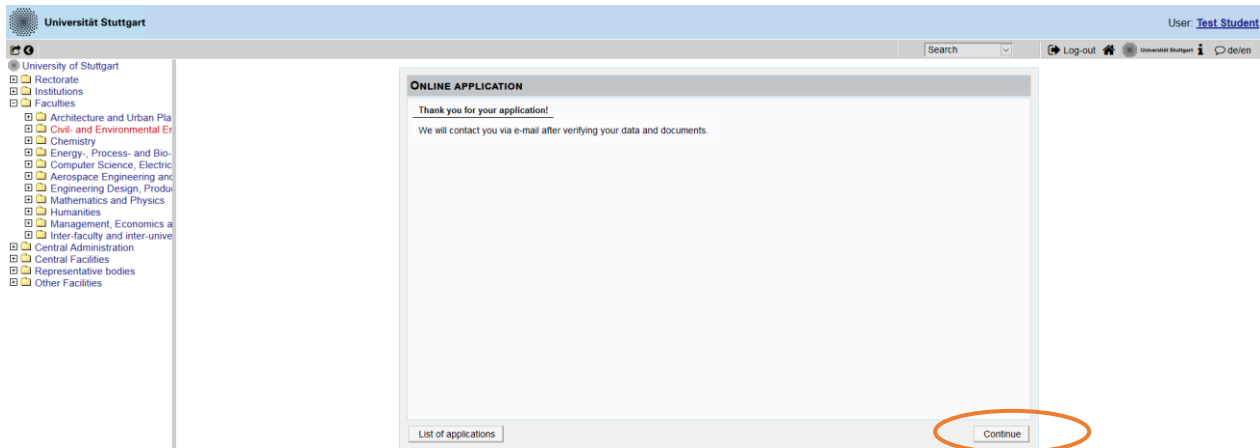 Universität Stuttgart
User: Test Student
Search
Log-out
Universität Stuttgart
de/en
University of Stuttgart
Rectorate
Institutions
Faculties
Architecture and Urban Pla
Civil- and Environmental Er
Chemistry
Energy-, Process- and Bio-
Computer Science, Electric
Aerospace Engineering and
Engineering Design, Produ
Mathematics and Physics
Humanities
Management, Economics a
Inter-faculty and inter-unive
Central Administration
Central Facilities
Representative bodies
Other Facilities
ONLINE APPLICATION
Thank you for your application!
We will contact you via e-mail after verifying your data and documents.
List of applications
Continue